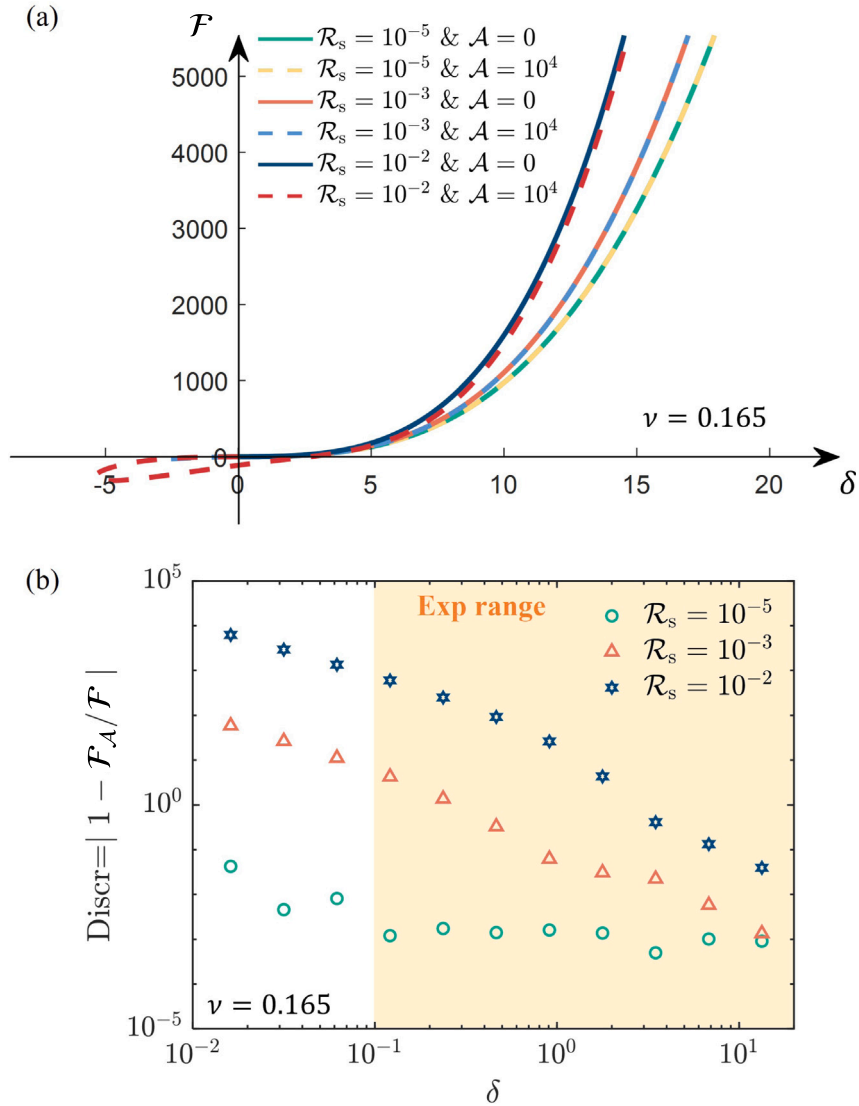 (a)
ℱ
ℛₛ = 10⁻⁵ & 𝒜 = 0
ℛₛ = 10⁻⁵ & 𝒜 = 10⁴
ℛₛ = 10⁻³ & 𝒜 = 0
ℛₛ = 10⁻³ & 𝒜 = 10⁴
ℛₛ = 10⁻² & 𝒜 = 0
ℛₛ = 10⁻² & 𝒜 = 10⁴
5000
4000
3000
2000
1000
0
ν = 0.165
-5 0 5 10 15 20 δ
(b)
10⁵
10⁰
10⁻⁵
Discr=| 1 − ℱ_𝒜/ℱ |
Exp range
ℛₛ = 10⁻⁵
ℛₛ = 10⁻³
ℛₛ = 10⁻²
ν = 0.165
10⁻² 10⁻¹ 10⁰ 10¹
δ